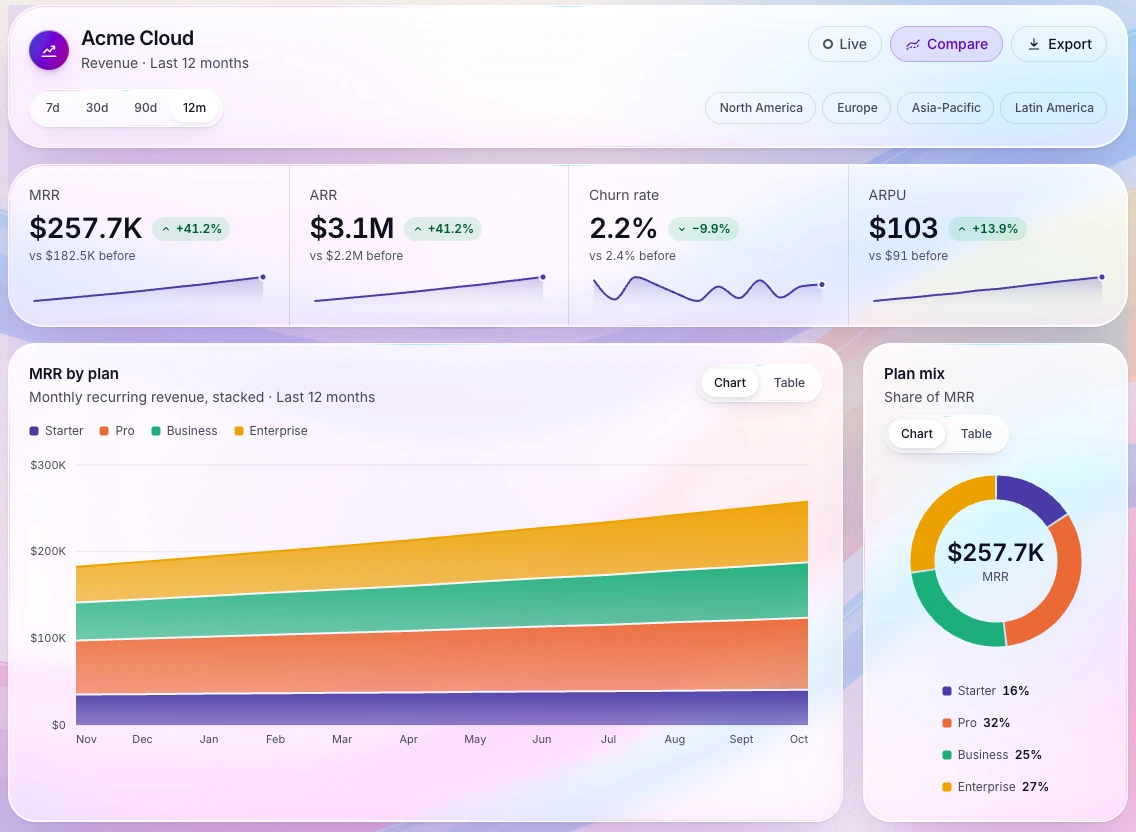 Acme Cloud
Revenue · Last 12 months
Live
Compare
Export
7d 30d 90d 12m
North America
Europe
Asia-Pacific
Latin America
MRR
$257.7K +41.2%
vs $182.5K before
ARR
$3.1M +41.2%
vs $2.2M before
Churn rate
2.2% −9.9%
vs 2.4% before
ARPU
$103 +13.9%
vs $91 before
MRR by plan
Monthly recurring revenue, stacked · Last 12 months
Chart Table
Starter Pro Business Enterprise
$300K
$200K
$100K
$0
Nov Dec Jan Feb Mar Apr May Jun Jul Aug Sept Oct
Plan mix
Share of MRR
Chart Table
$257.7K
MRR
Starter 16%
Pro 32%
Business 25%
Enterprise 27%